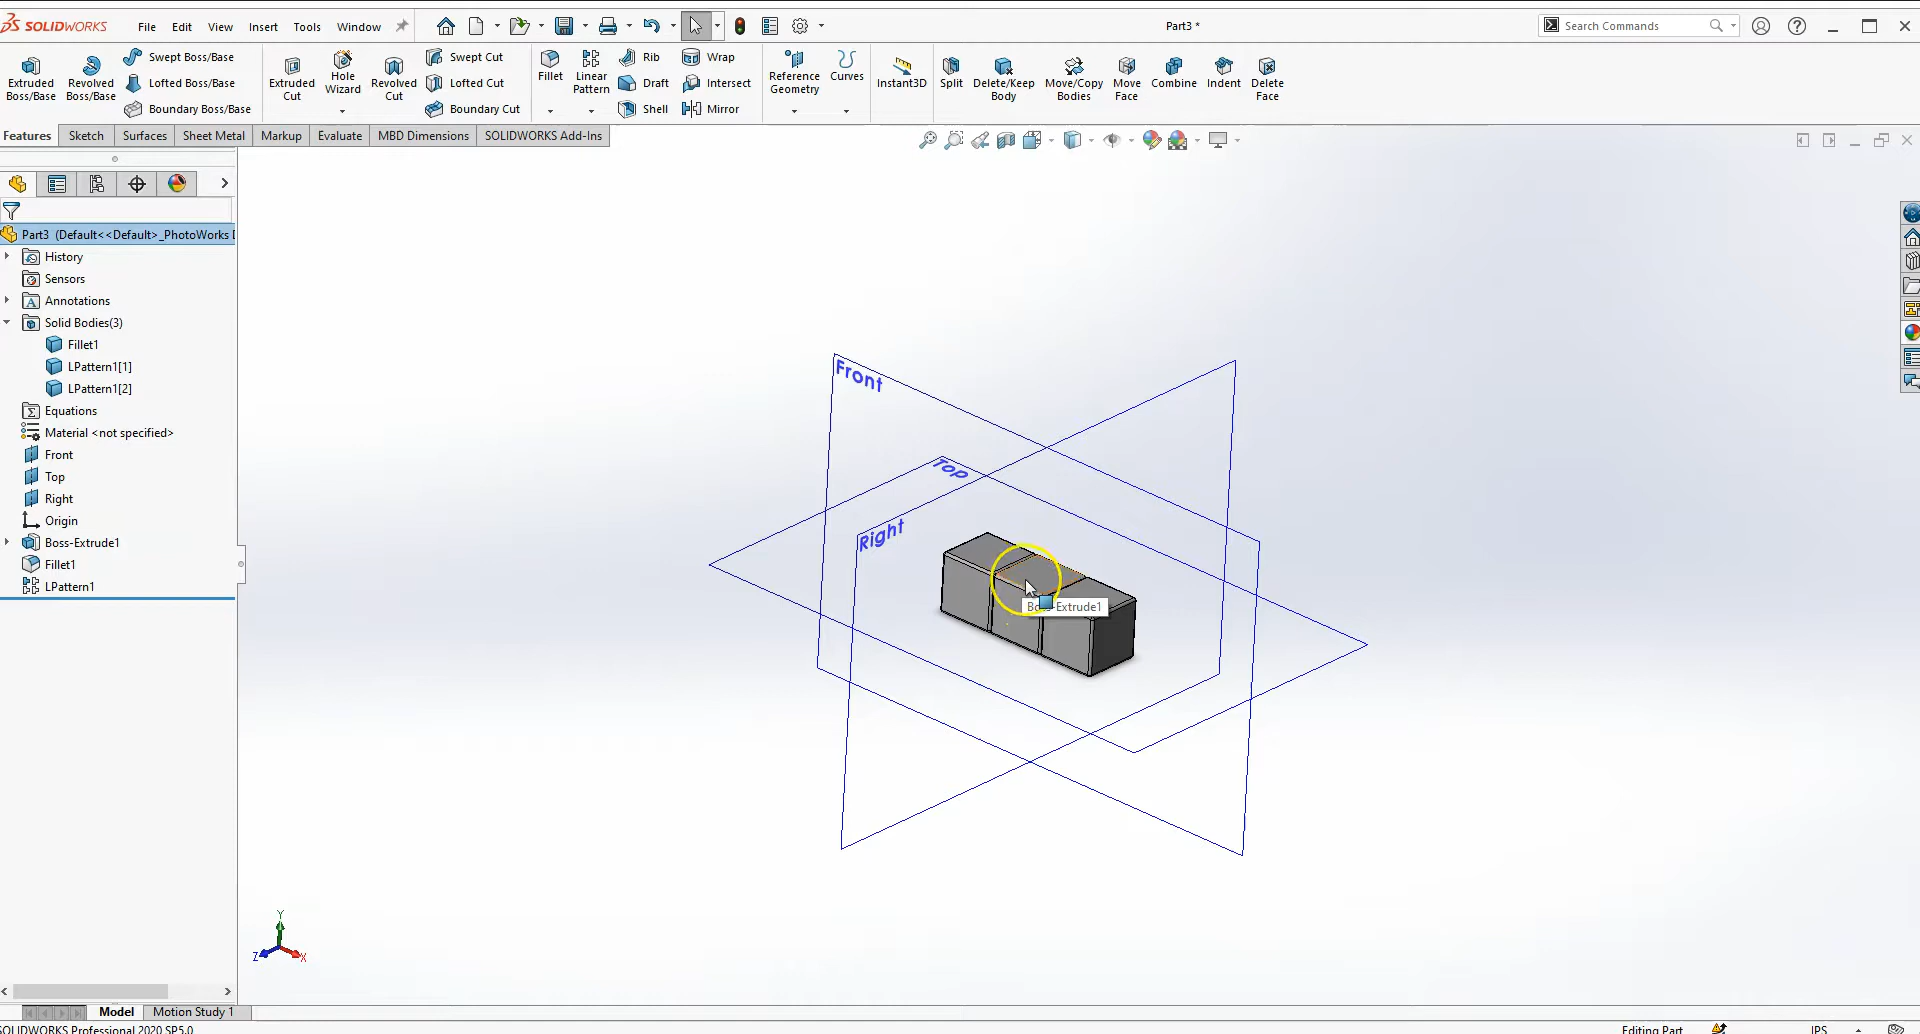 SOLIDWORKS File Edit View Insert Tools Window Part3 * Search Commands
Extruded Boss/Base
Revolved Boss/Base
Swept Boss/Base
Lofted Boss/Base
Boundary Boss/Base
Extruded Cut
Hole Wizard
Revolved Cut
Swept Cut
Lofted Cut
Boundary Cut
Fillet
Linear Pattern
Rib
Draft
Shell
Wrap
Intersect
Mirror
Reference Geometry
Curves
Instant3D
Split
Delete/Keep Body
Move/Copy Bodies
Move Face
Combine
Indent
Delete Face
Features Sketch Surfaces Sheet Metal Markup Evaluate MBD Dimensions SOLIDWORKS Add-Ins
Part3 (Default<<Default>_PhotoWorks
History
Sensors
Annotations
Solid Bodies(3)
Fillet1
LPattern1[1]
LPattern1[2]
Equations
Material <not specified>
Front
Top
Right
Origin
Boss-Extrude1
Fillet1
LPattern1
Front
Top
Right
Extrude1
Y
Z X
Model Motion Study 1
SOLIDWORKS Professional 2020 SP5.0 Editing Part IPS